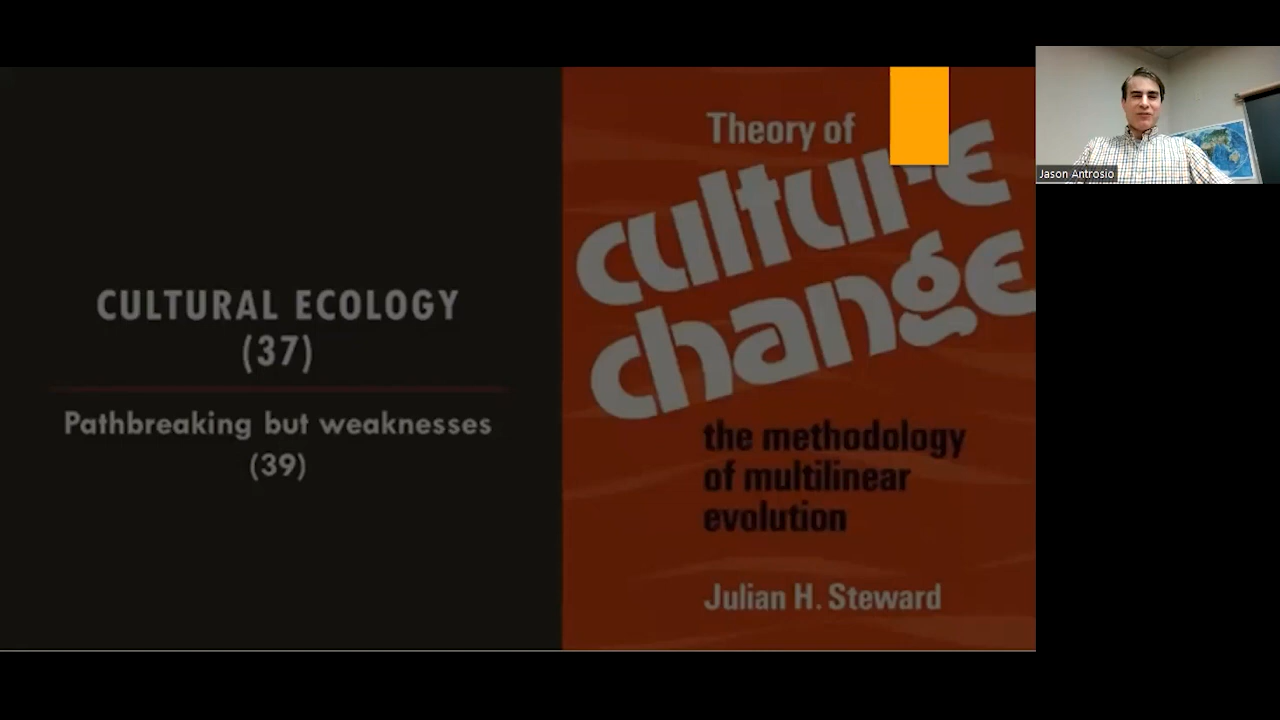 CULTURAL ECOLOGY
(37)
Pathbreaking but weaknesses
(39)
Theory of
culture
change
the methodology
of multilinear
evolution
Julian H. Steward
Jason Antrosio